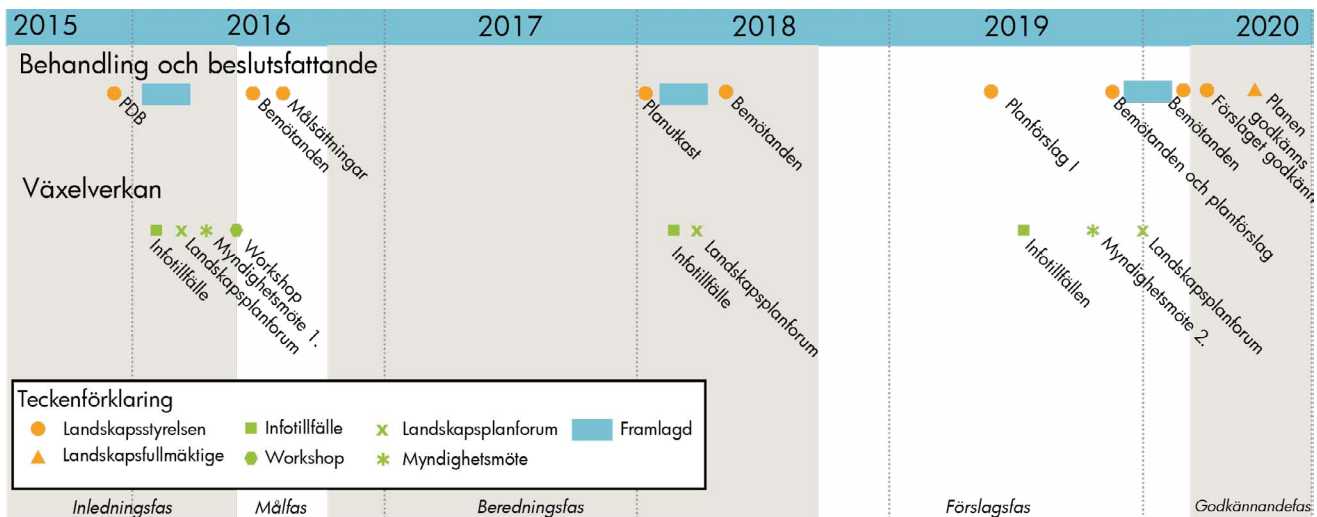 2015 2016 2017 2018 2019 2020
Behandling och beslutsfattande
PDB
Bemötanden
Målsättningar
Planutkast
Bemötanden
Planförslag I
Bemötanden och planförslag
Bemötanden
Förslaget godkänn
Planen
godkänns
Växelverkan
Infotillfälle
Landskapsplanforum
Myndighetsmöte 1.
Workshop
Infotillfälle
Landskapsplanforum
Infotillfällen
Myndighetsmöte 2.
Landskapsplanforum
Teckenförklaring
Landskapsstyrelsen Infotillfälle Landskapsplanforum Framlagd
Landskapsfullmäktige Workshop Myndighetsmöte
Inledningsfas Målfas Beredningsfas Förslagsfas Godkännandefas